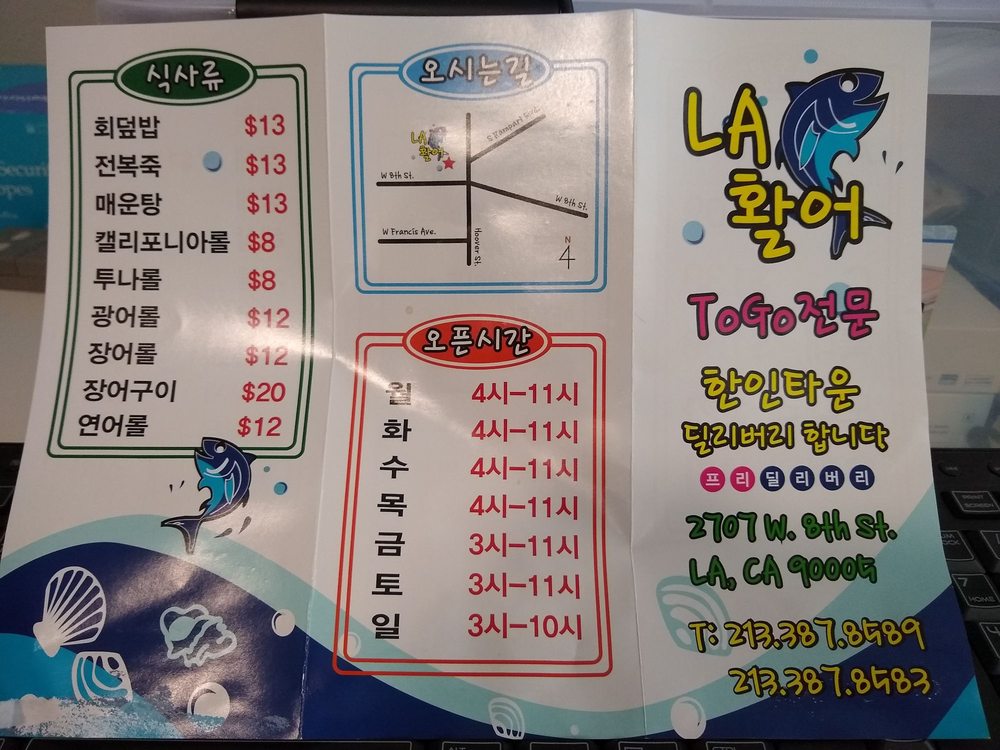 식사류
회덮밥 $13
전복죽 $13
매운탕 $13
캘리포니아롤 $8
투나롤 $8
광어롤 $12
장어롤 $12
장어구이 $20
연어롤 $12
오시는길
S Rampart Blvd.
LA
활어
W 8th St.
W 8th St.
W Francis Ave.
Hoover St.
N
오픈시간
월 4시-11시
화 4시-11시
수 4시-11시
목 4시-11시
금 3시-11시
토 3시-11시
일 3시-10시
LA
활어
ToGo전문
한인타운
딜리버리 합니다
프리딜리버리
2707 W. 8th St.
LA, CA 90005
T: 213.387.8589
213.387.8583